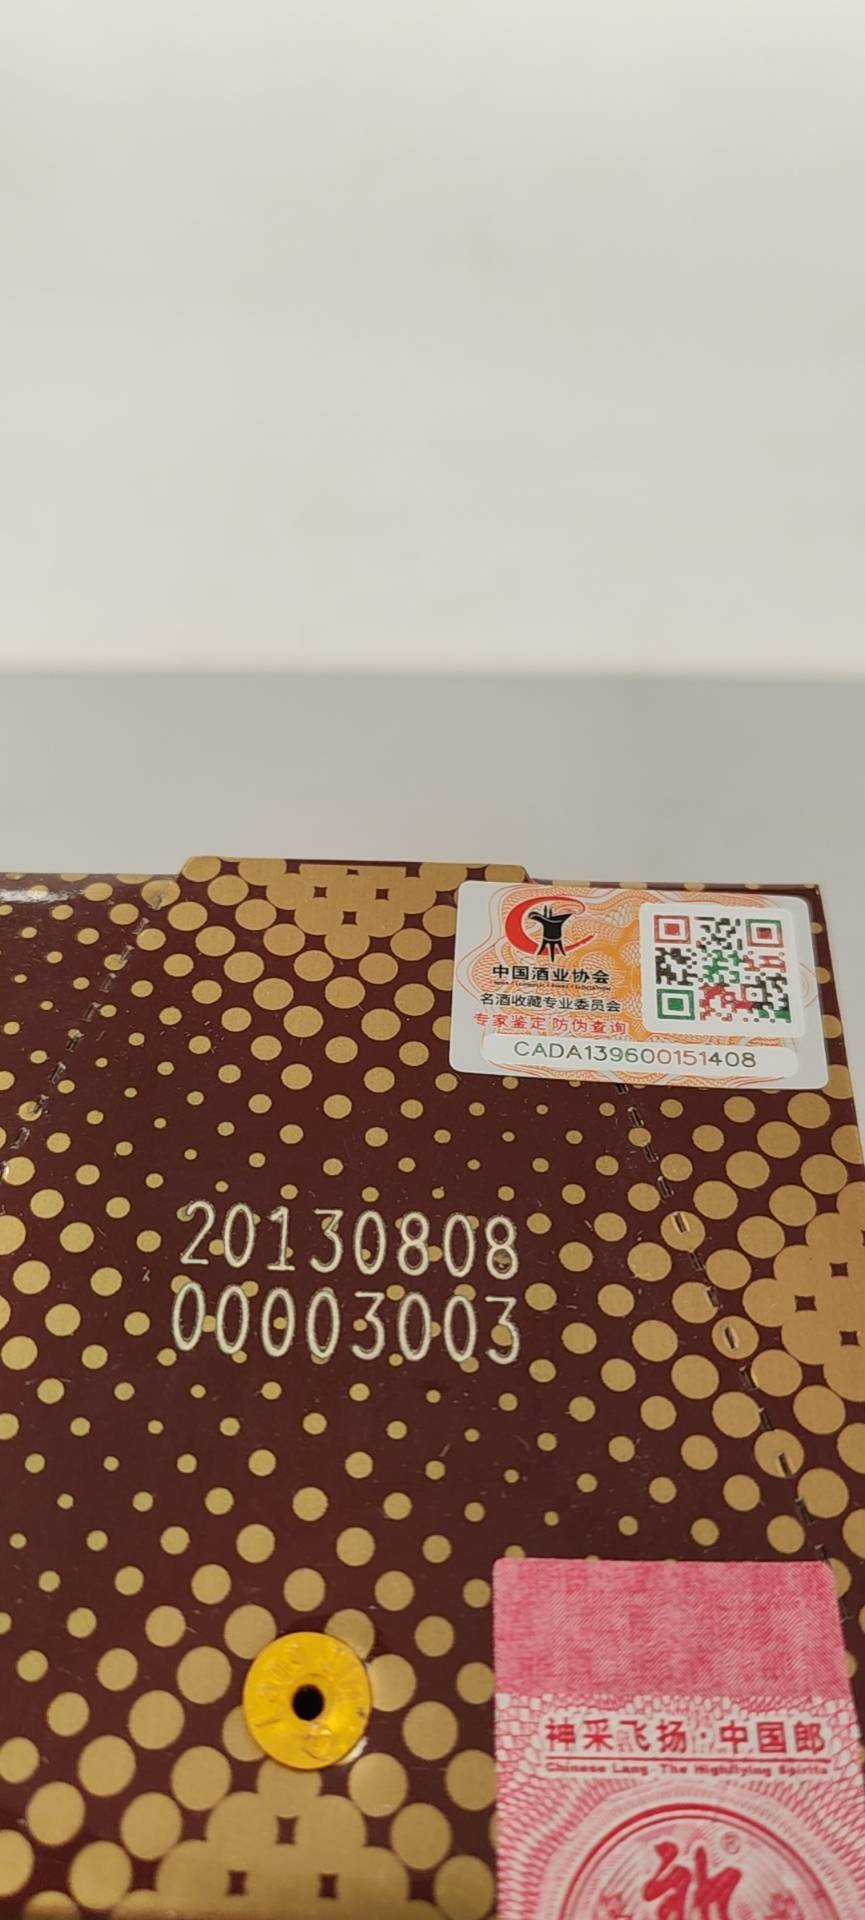 中国酒业协会
名酒收藏专业委员会
专家鉴定 防伪查询
CADA139600151408
20130808
00003003
神采飞扬·中国郎
Chinese Lang The Highflying Spirits
郎®